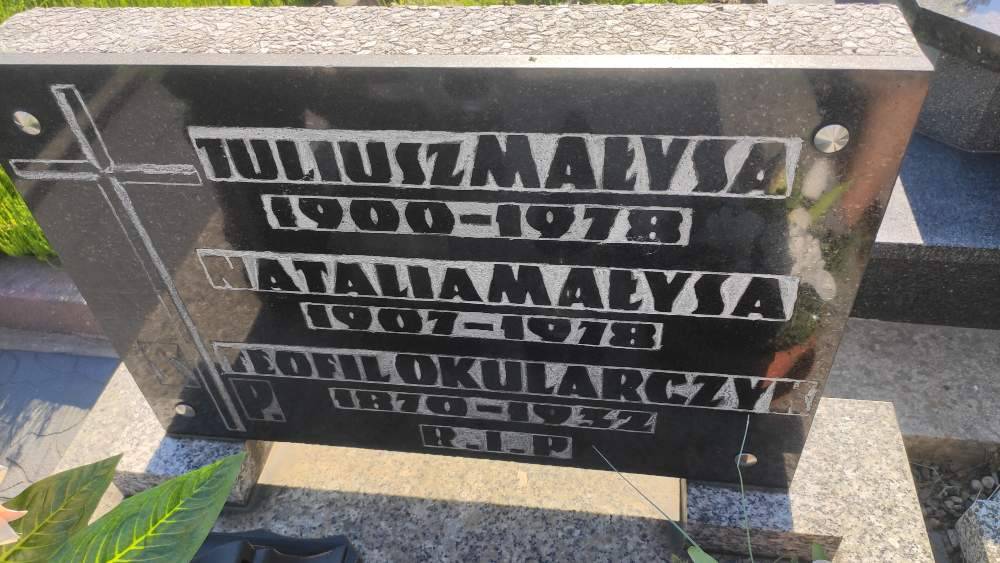 JULIUSZ MAŁYSA
1900-1978
NATALIA MAŁYSA
1907-1978
TEOFIL OKULARCZYK
P. 1870-1932
R.I.P